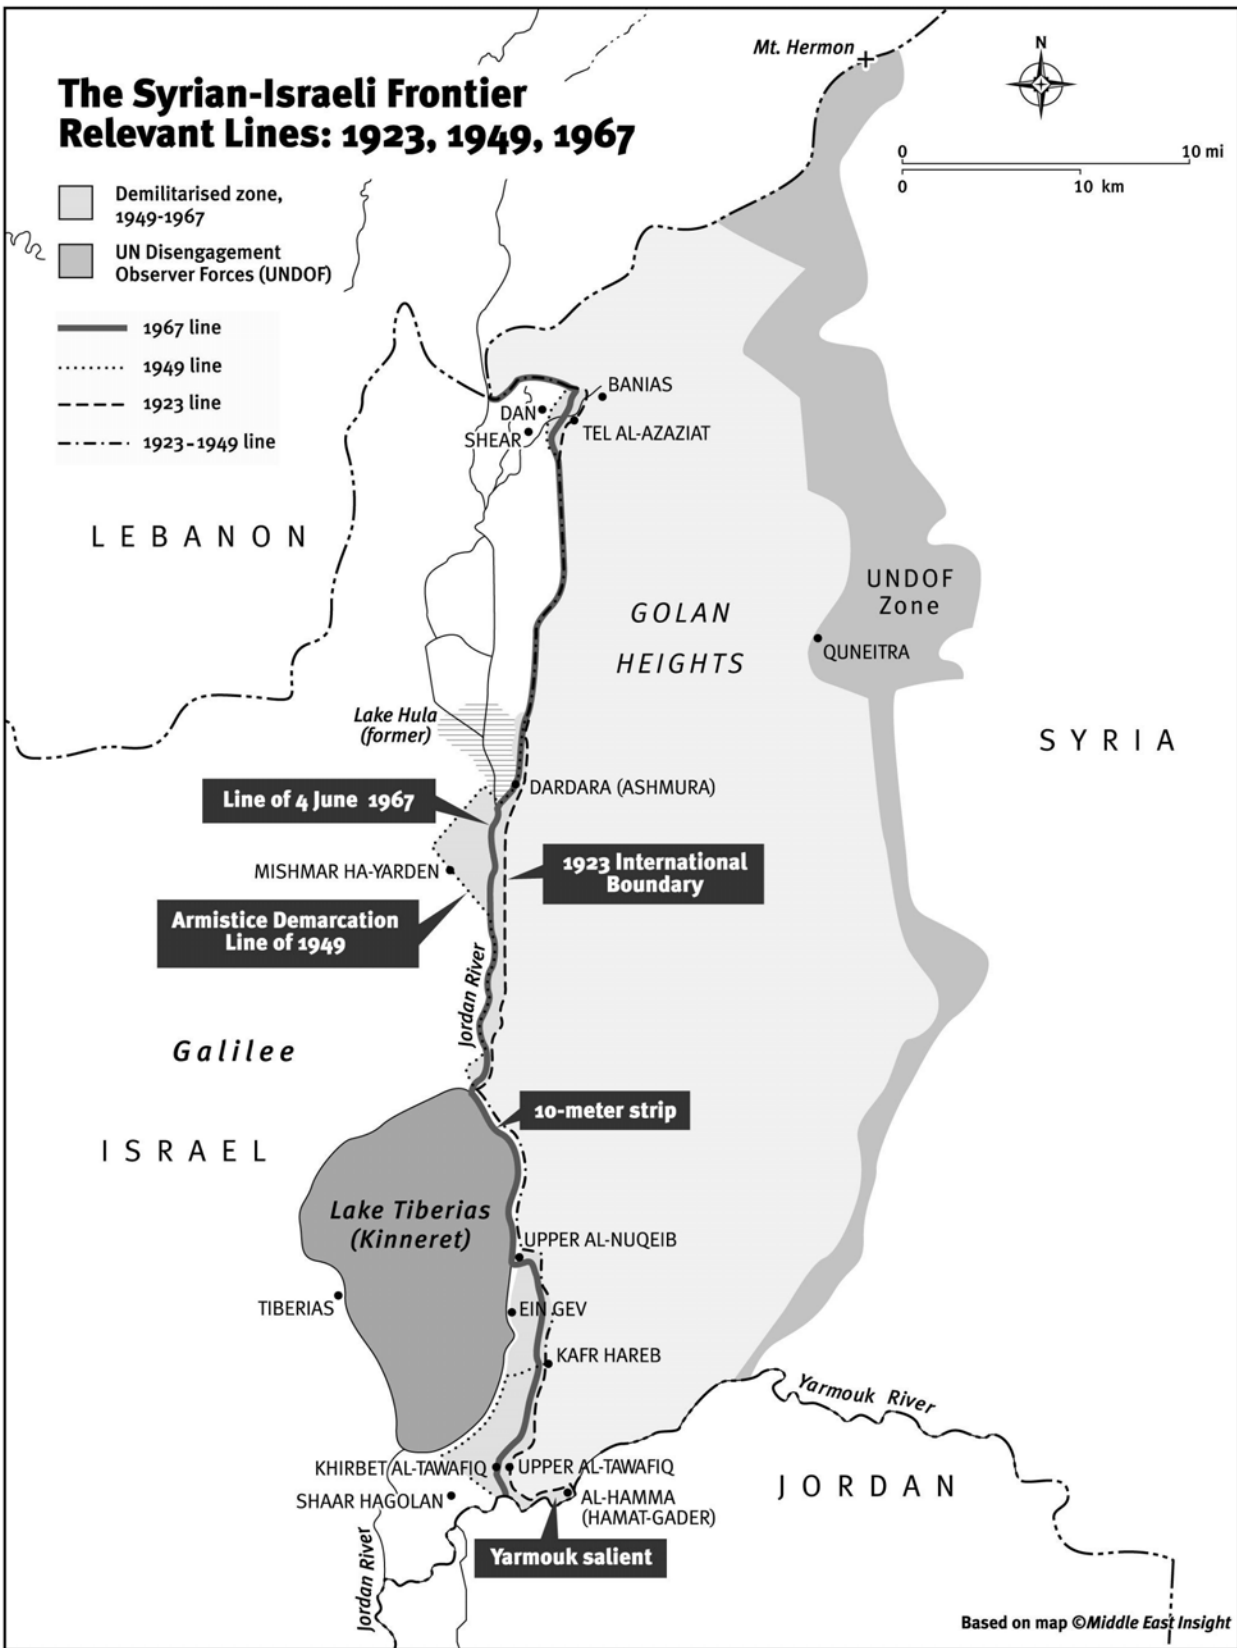 Mt. Hermon
N
The Syrian-Israeli Frontier
Relevant Lines: 1923, 1949, 1967
0 10 mi
0 10 km
Demilitarised zone,
1949-1967
UN Disengagement
Observer Forces (UNDOF)
1967 line
1949 line
1923 line
1923-1949 line
BANIAS
DAN
SHEAR
TEL AL-AZAZIAT
LEBANON
UNDOF
Zone
GOLAN
HEIGHTS
QUNEITRA
Lake Hula
(former)
SYRIA
DARDARA (ASHMURA)
Line of 4 June 1967
1923 International
Boundary
MISHMAR HA-YARDEN
Armistice Demarcation
Line of 1949
Jordan River
Galilee
10-meter strip
ISRAEL
Lake Tiberias
(Kinneret)
UPPER AL-NUQEIB
TIBERIAS
EIN GEV
KAFR HAREB
Yarmouk River
KHIRBET AL-TAWAFIQ
UPPER AL-TAWAFIQ
SHAAR HAGOLAN
AL-HAMMA
(HAMAT-GADER)
JORDAN
Yarmouk salient
Jordan River
Based on map ©Middle East Insight